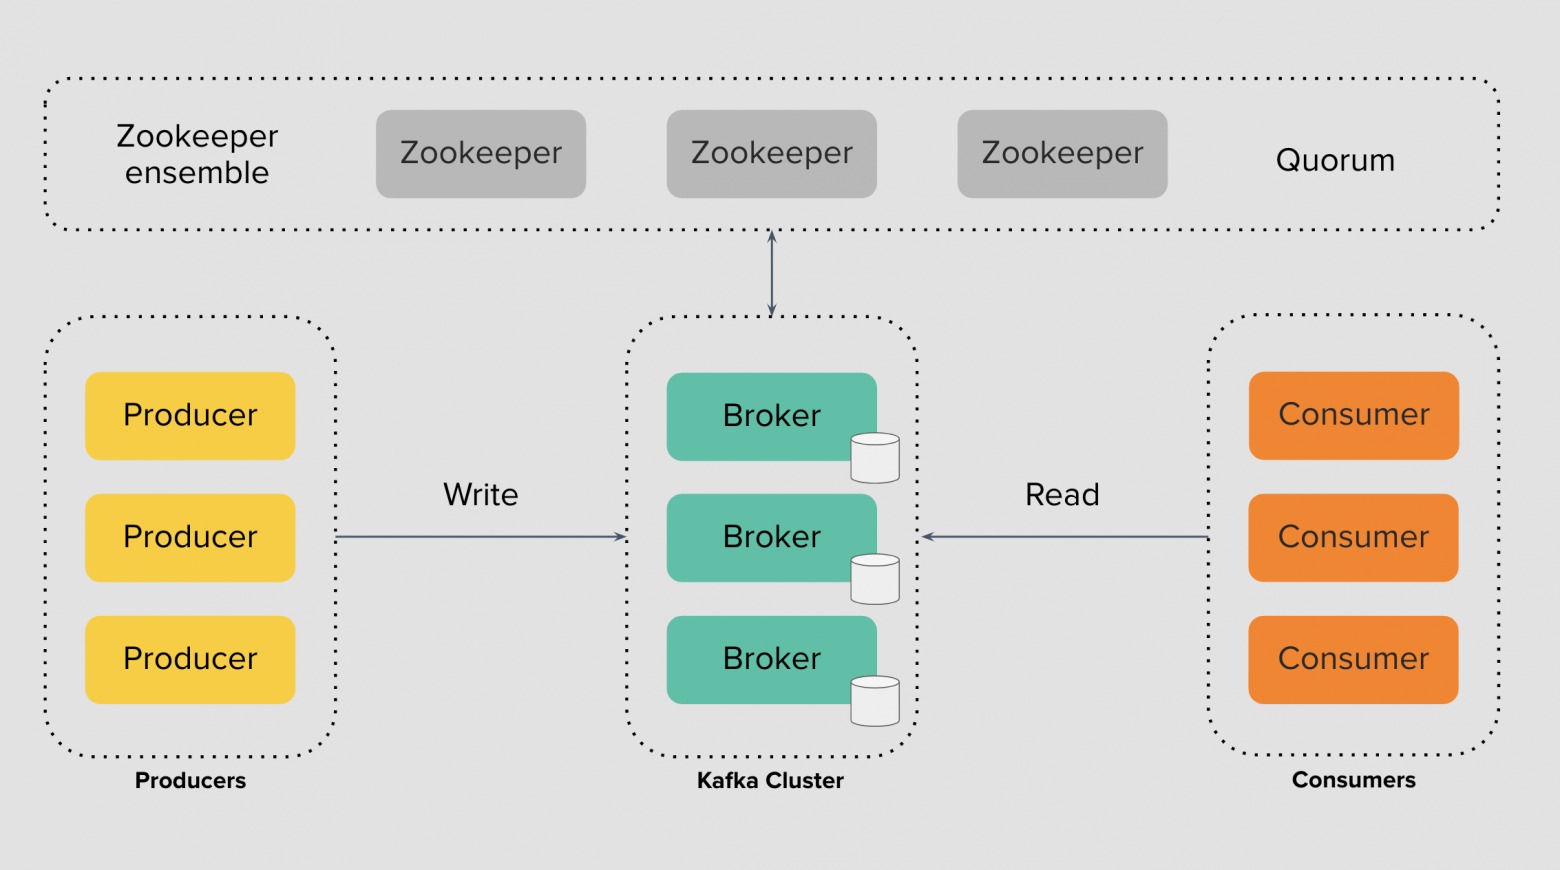 Zookeeper
ensemble
Zookeeper
Zookeeper
Zookeeper
Quorum
Producer
Broker
Consumer
Write
Read
Producer
Broker
Consumer
Producer
Broker
Consumer
Producers
Kafka Cluster
Consumers